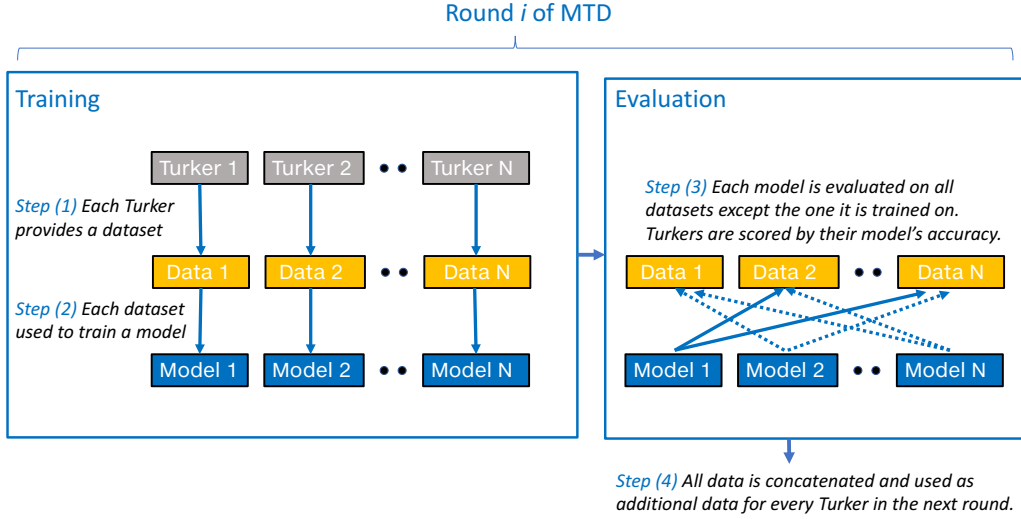 Round i of MTD
Training
Turker 1
Turker 2
Turker N
Step (1) Each Turker
provides a dataset
Data 1
Data 2
Data N
Step (2) Each dataset
used to train a model
Model 1
Model 2
Model N
Evaluation
Step (3) Each model is evaluated on all
datasets except the one it is trained on.
Turkers are scored by their model's accuracy.
Data 1
Data 2
Data N
Model 1
Model 2
Model N
Step (4) All data is concatenated and used as
additional data for every Turker in the next round.